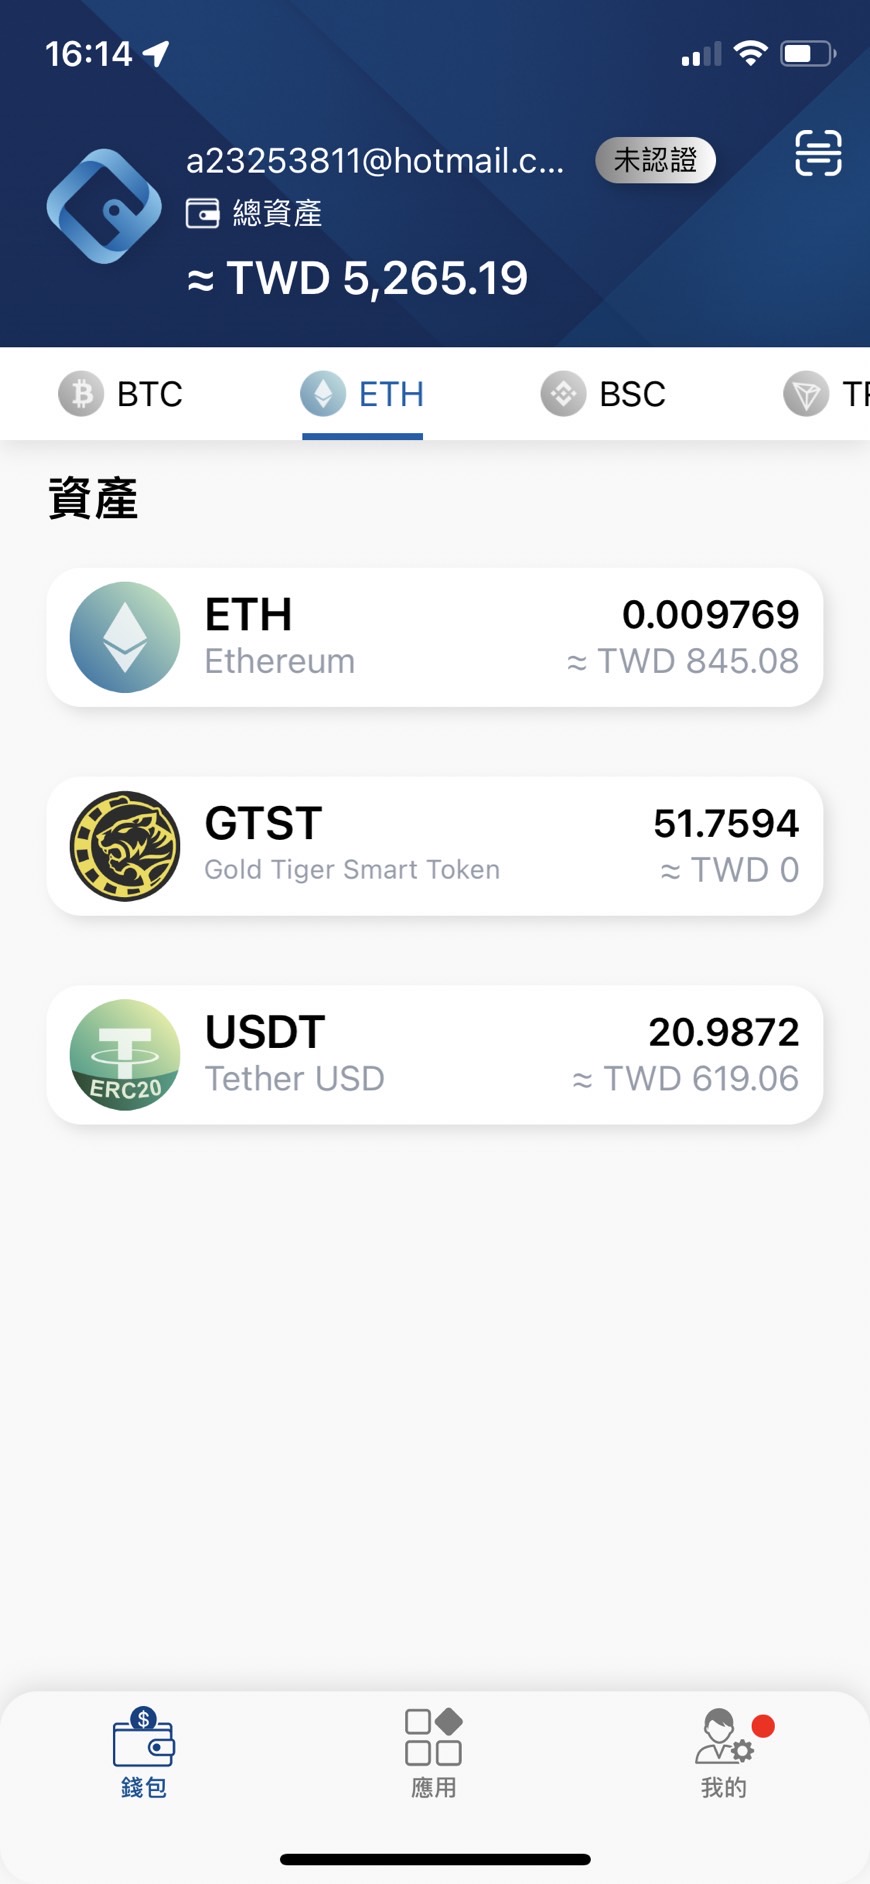 16:14
a23253811@hotmail.c...
未認證
總資產
≈ TWD 5,265.19
BTC
ETH
BSC
TR
資產
ETH
0.009769
Ethereum
≈ TWD 845.08
GTST
51.7594
Gold Tiger Smart Token
≈ TWD 0
USDT
20.9872
ERC20
Tether USD
≈ TWD 619.06
錢包
應用
我的